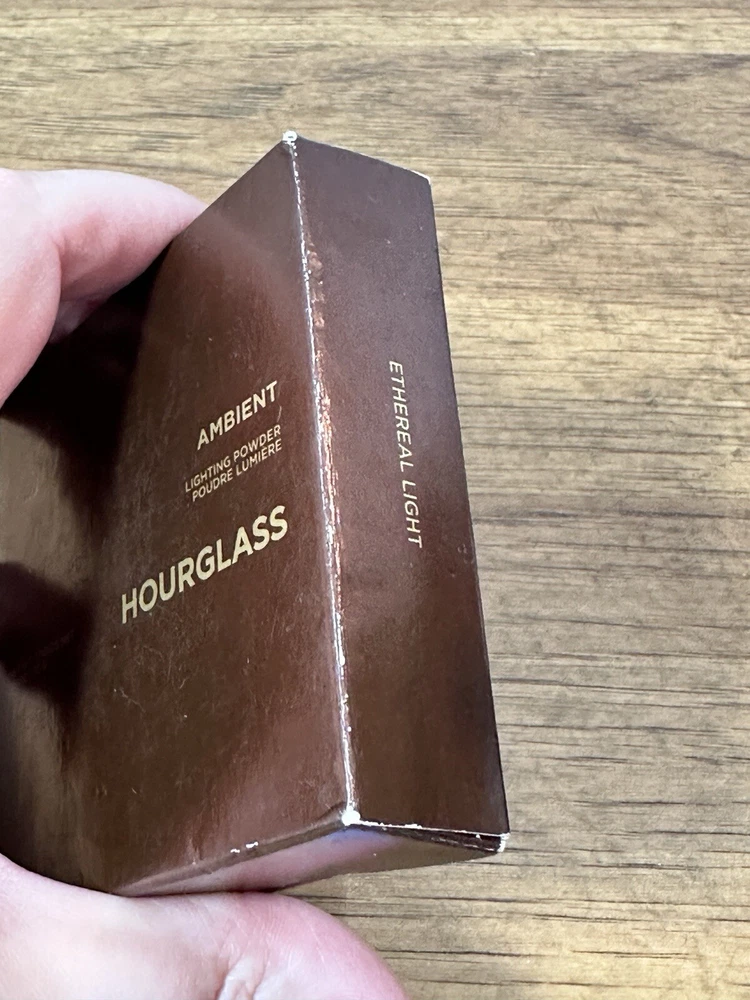 AMBIENT
LIGHTING POWDER
POUDRE LUMIÈRE
HOURGLASS
ETHEREAL LIGHT